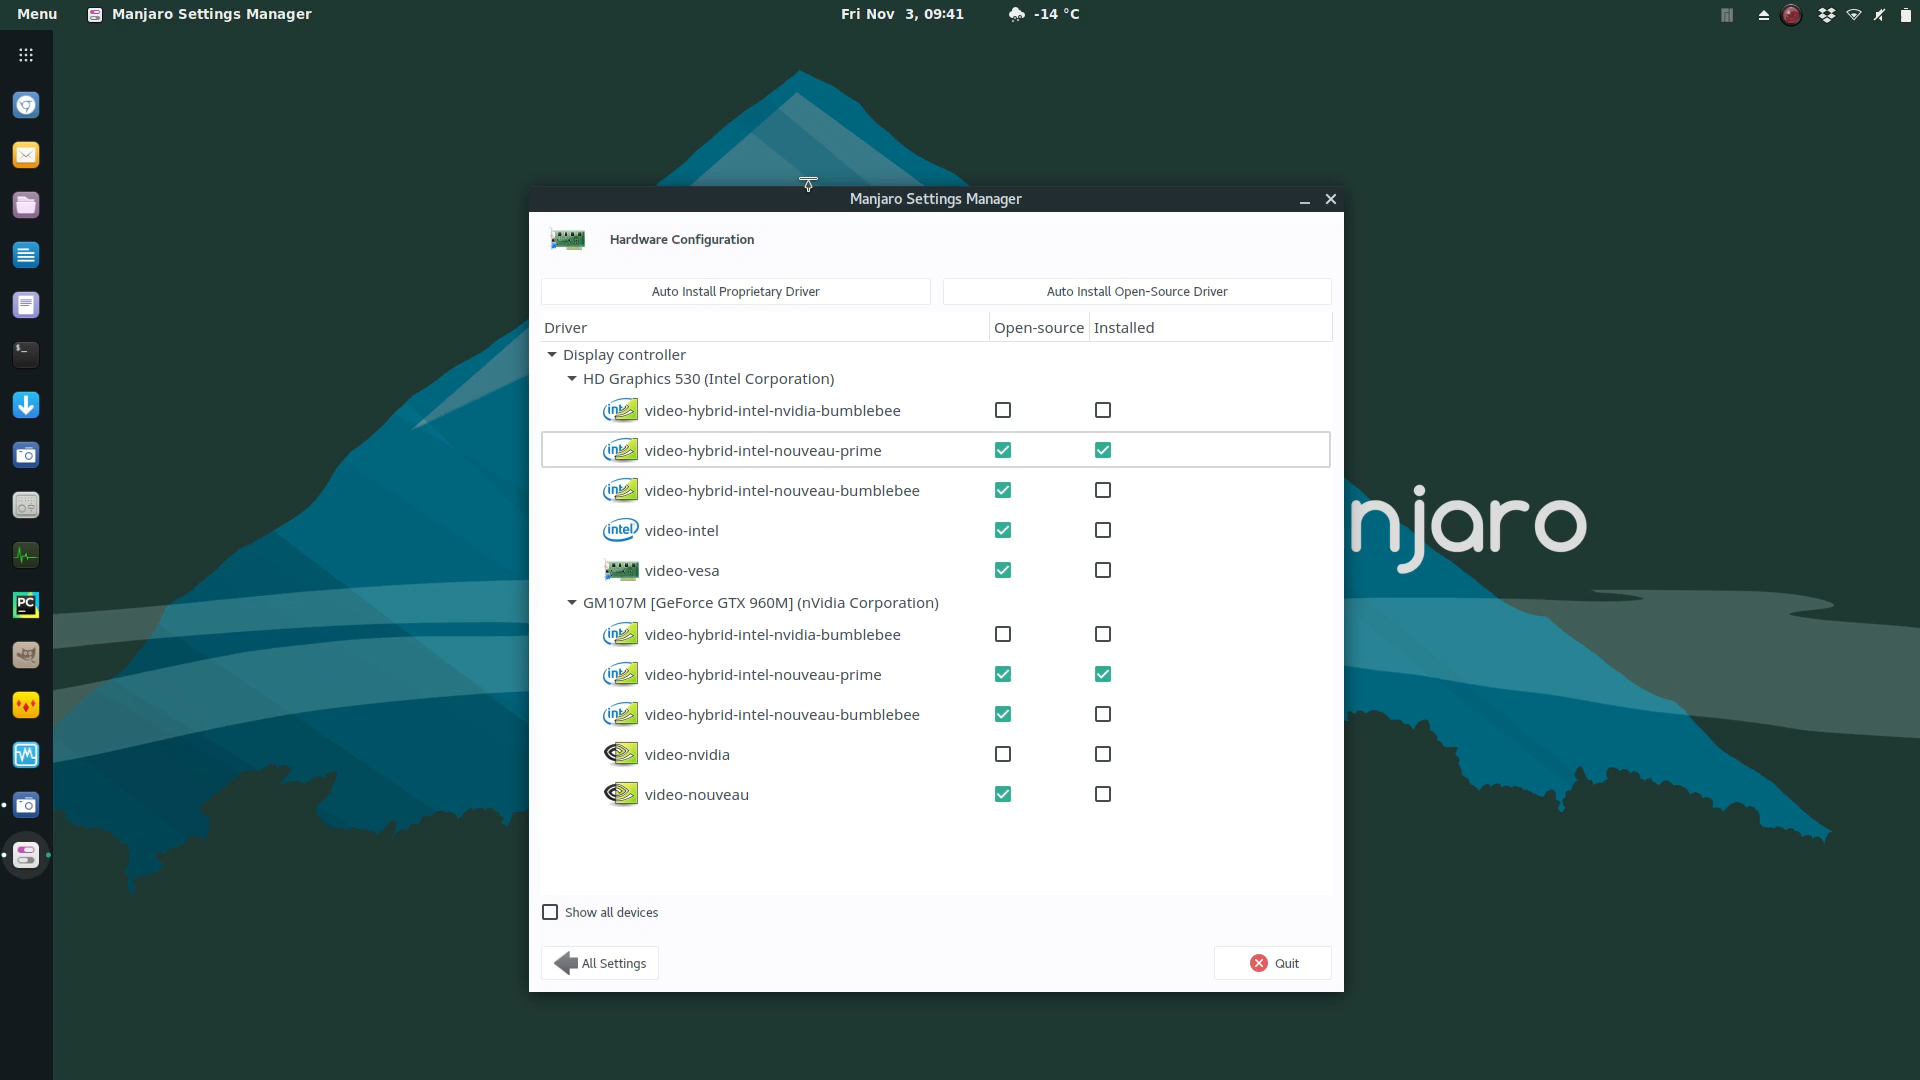 Menu Manjaro Settings Manager Fri Nov 3, 09:41 -14 °C
Manjaro Settings Manager
Hardware Configuration
Auto Install Proprietary Driver Auto Install Open-Source Driver
Driver Open-source Installed
Display controller
HD Graphics 530 (Intel Corporation)
video-hybrid-intel-nvidia-bumblebee
video-hybrid-intel-nouveau-prime
video-hybrid-intel-nouveau-bumblebee
njaro
intel video-intel
video-vesa
GM107M [GeForce GTX 960M] (nVidia Corporation)
PC
video-hybrid-intel-nvidia-bumblebee
video-hybrid-intel-nouveau-prime
video-hybrid-intel-nouveau-bumblebee
video-nvidia
video-nouveau
Show all devices
All Settings Quit